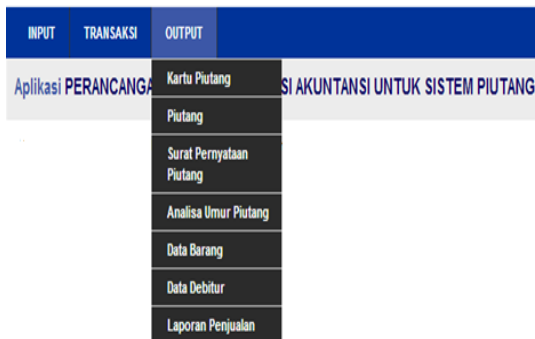 INPUT TRANSAKSI OUTPUT
Aplikasi PERANCANGA SI AKUNTANSI UNTUK SISTEM PIUTANG
Kartu Piutang
Piutang
Surat Pernyataan
Piutang
Analisa Umur Piutang
Data Barang
Data Debitur
Laporan Penjualan